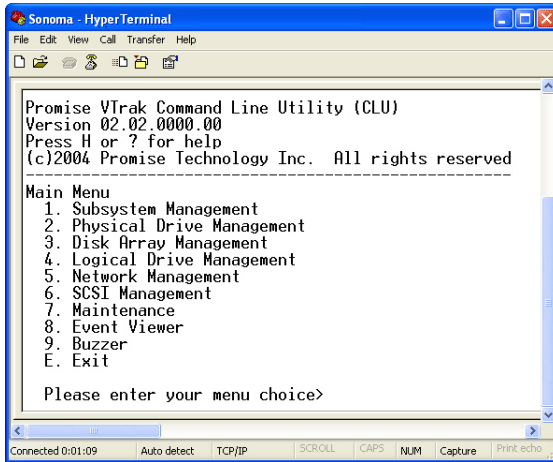 Sonoma - HyperTerminal
File Edit View Call Transfer Help
Promise VTrak Command Line Utility (CLU)
Version 02.02.0000.00
Press H or ? for help
(c)2004 Promise Technology Inc. All rights reserved
-----------------------------------------------------
Main Menu
1. Subsystem Management
2. Physical Drive Management
3. Disk Array Management
4. Logical Drive Management
5. Network Management
6. SCSI Management
7. Maintenance
8. Event Viewer
9. Buzzer
E. Exit
Please enter your menu choice>
Connected 0:01:09 Auto detect TCP/IP SCROLL CAPS NUM Capture Print echo